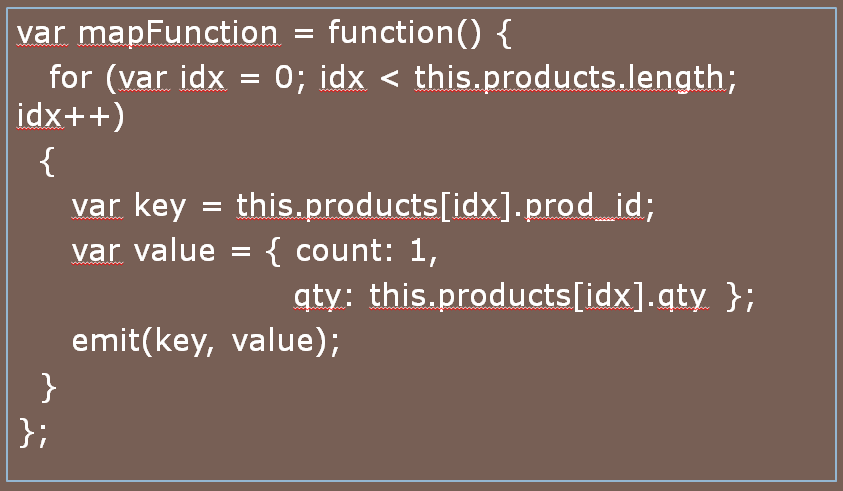 var mapFunction = function() {
for (var idx = 0; idx < this.products.length;
idx++)
{
var key = this.products[idx].prod_id;
var value = { count: 1,
qty: this.products[idx].qty };
emit(key, value);
}
};